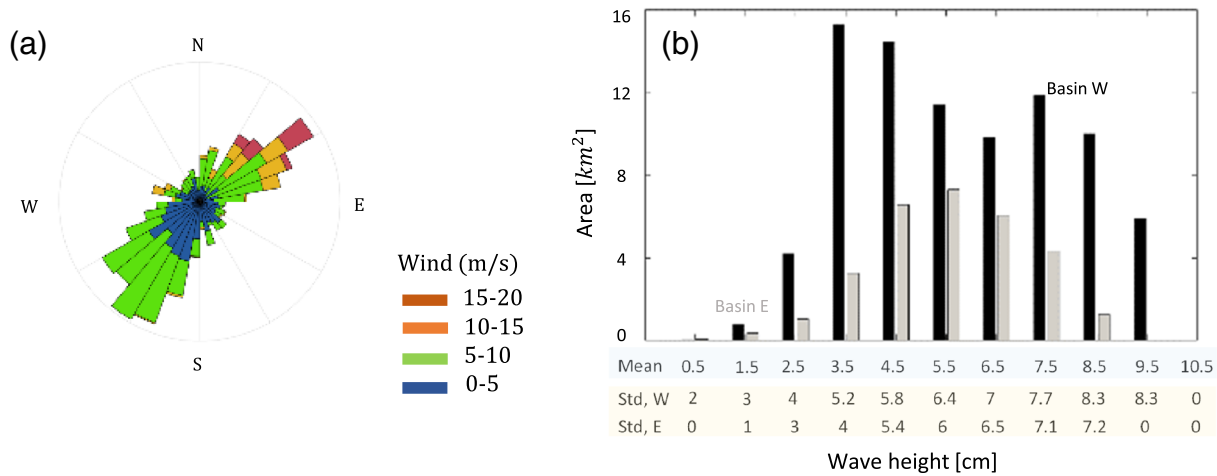 (a)
N
W
E
S
Wind (m/s)
15-20
10-15
5-10
0-5
(b)
16
12
8
4
0
Area [km²]
Basin W
Basin E
Mean 0.5 1.5 2.5 3.5 4.5 5.5 6.5 7.5 8.5 9.5 10.5
Std, W 2 3 4 5.2 5.8 6.4 7 7.7 8.3 8.3 0
Std, E 0 1 3 4 5.4 6 6.5 7.1 7.2 0 0
Wave height [cm]